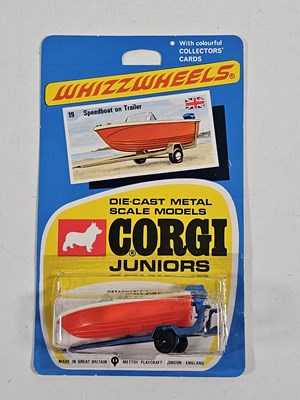 ● With colourful
COLLECTORS'
CARDS
WHIZZWHEELS®
19 Speedboat on Trailer
DIE-CAST METAL
SCALE MODELS
CORGI
JUNIORS
MADE IN GREAT BRITAIN
METTOY PLAYCRAFT · LONDON · ENGLAND